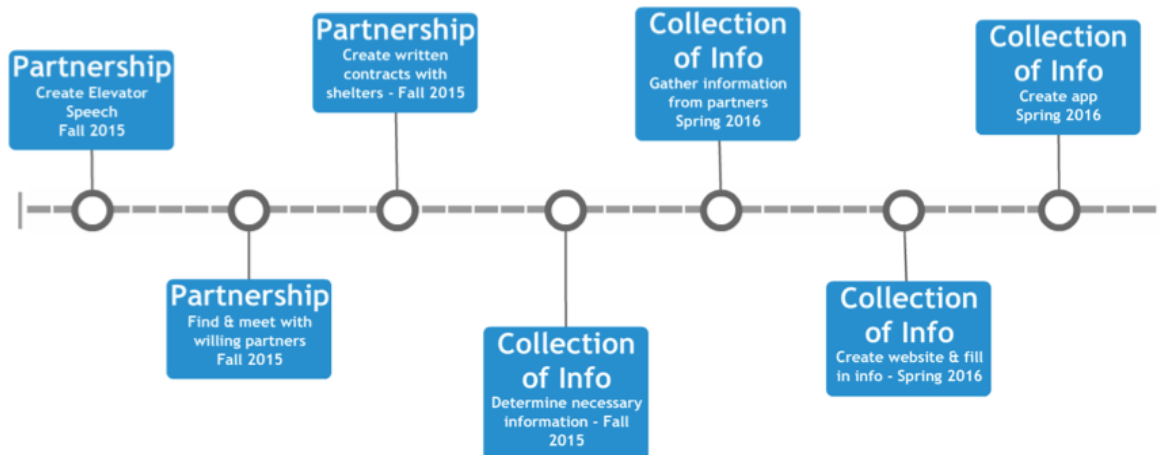 Partnership
Create Elevator
Speech
Fall 2015
Partnership
Find & meet with
willing partners
Fall 2015
Partnership
Create written
contracts with
shelters - Fall 2015
Collection
of Info
Determine necessary
information - Fall
2015
Collection
of Info
Gather information
from partners
Spring 2016
Collection
of Info
Create website & fill
in info - Spring 2016
Collection
of Info
Create app
Spring 2016